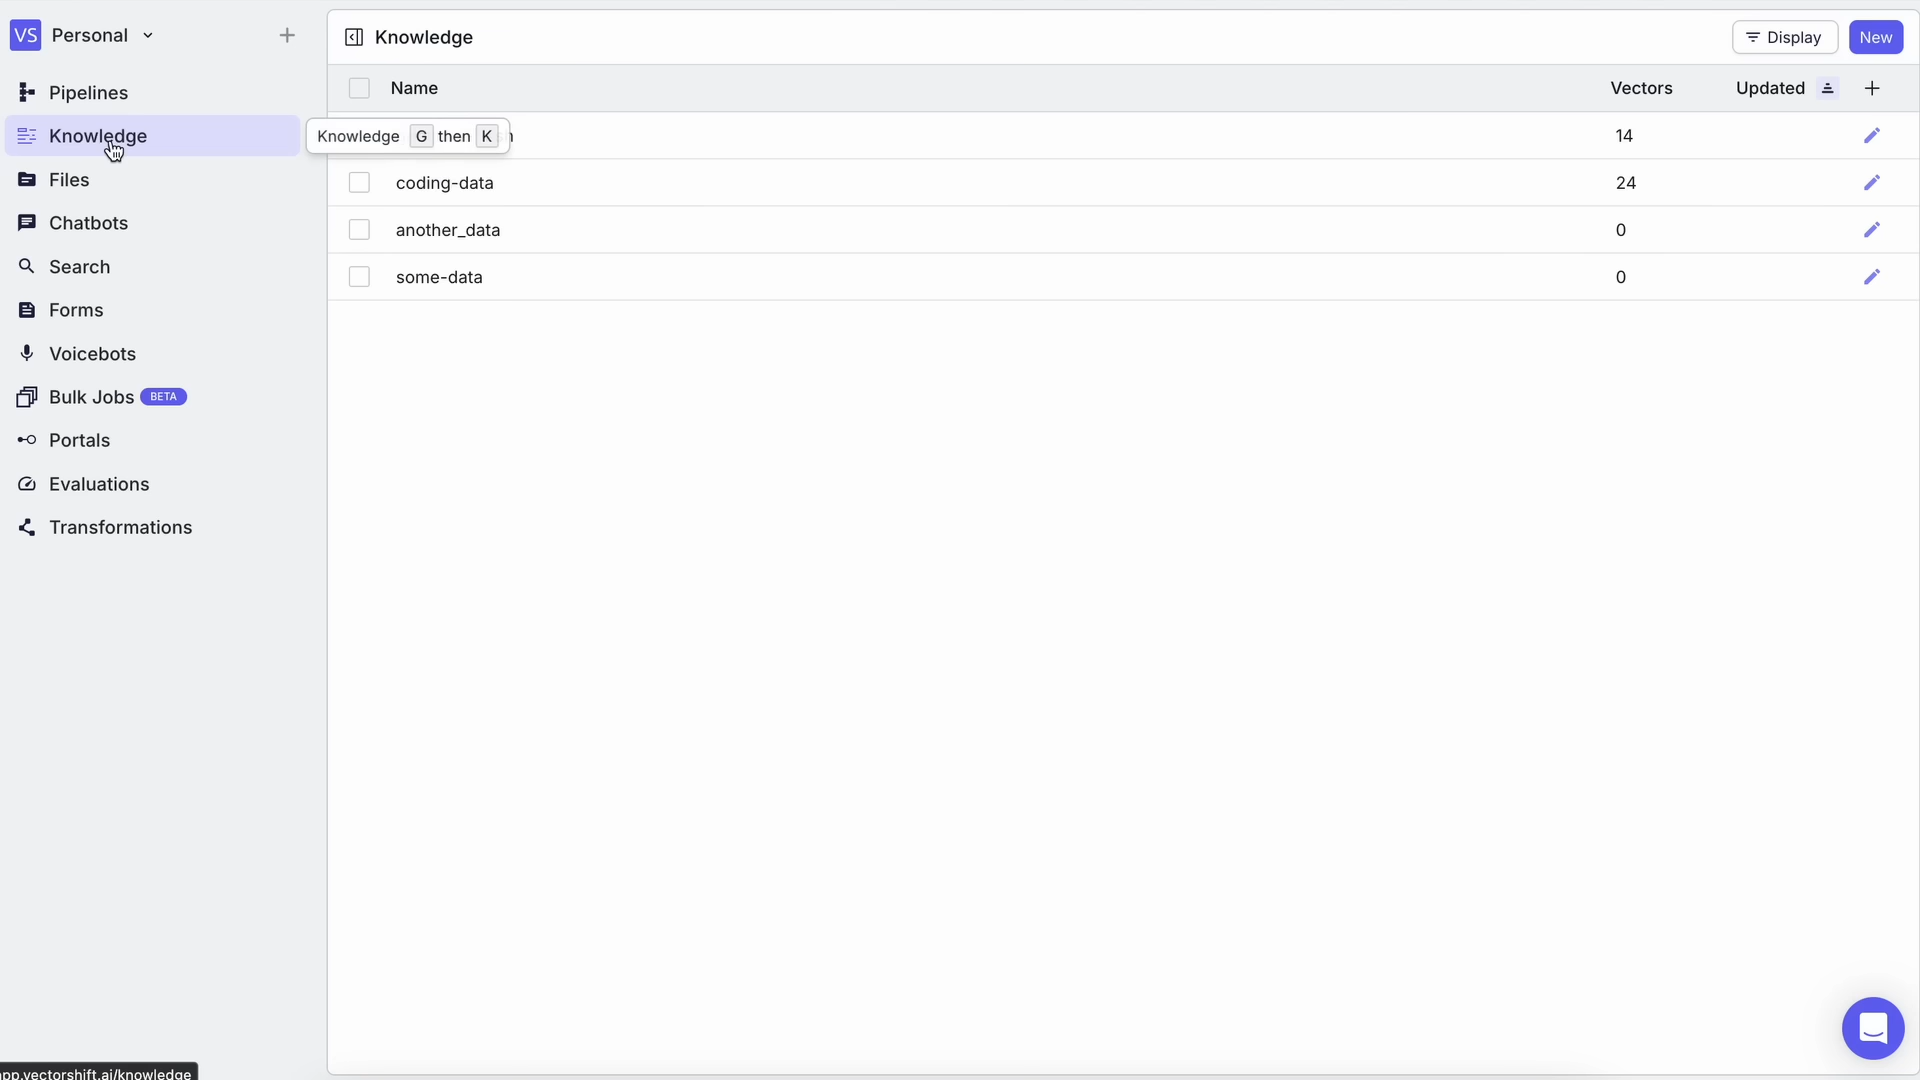 VS Personal
Knowledge
Display
New
Pipelines
Knowledge
Files
Chatbots
Search
Forms
Voicebots
Bulk Jobs BETA
Portals
Evaluations
Transformations
Name Vectors Updated
Knowledge G then K
14
coding-data 24
another_data 0
some-data 0
app.vectorshift.ai/knowledge